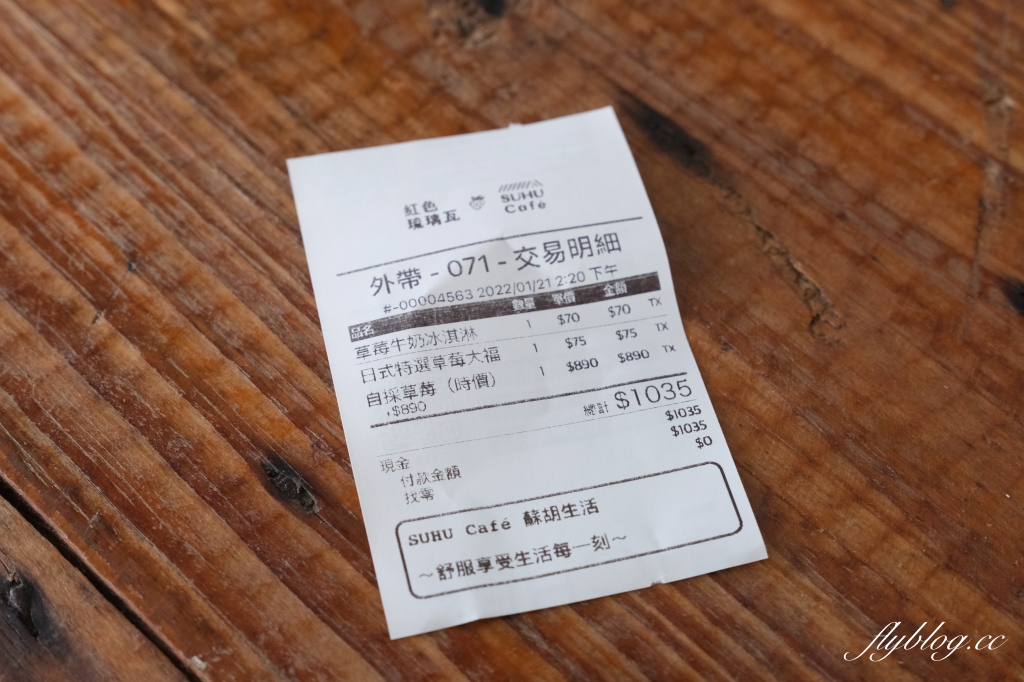 紅色
琉璃瓦
SUHU
Cafe
外帶 - 071 - 交易明細
#-00004563 2022/01/21 2:20 下午
品名 數量 單價 金額
草莓牛奶冰淇淋 1 $70 $70 TX
日式特選草莓大福 1 $75 $75 TX
自採草莓（時價） 1 $890 $890 TX
,$890
總計 $1035
現金 $1035
付款金額 $1035
找零 $0
SUHU Café 蘇胡生活
～舒服享受生活每一刻～
flyblog.cc